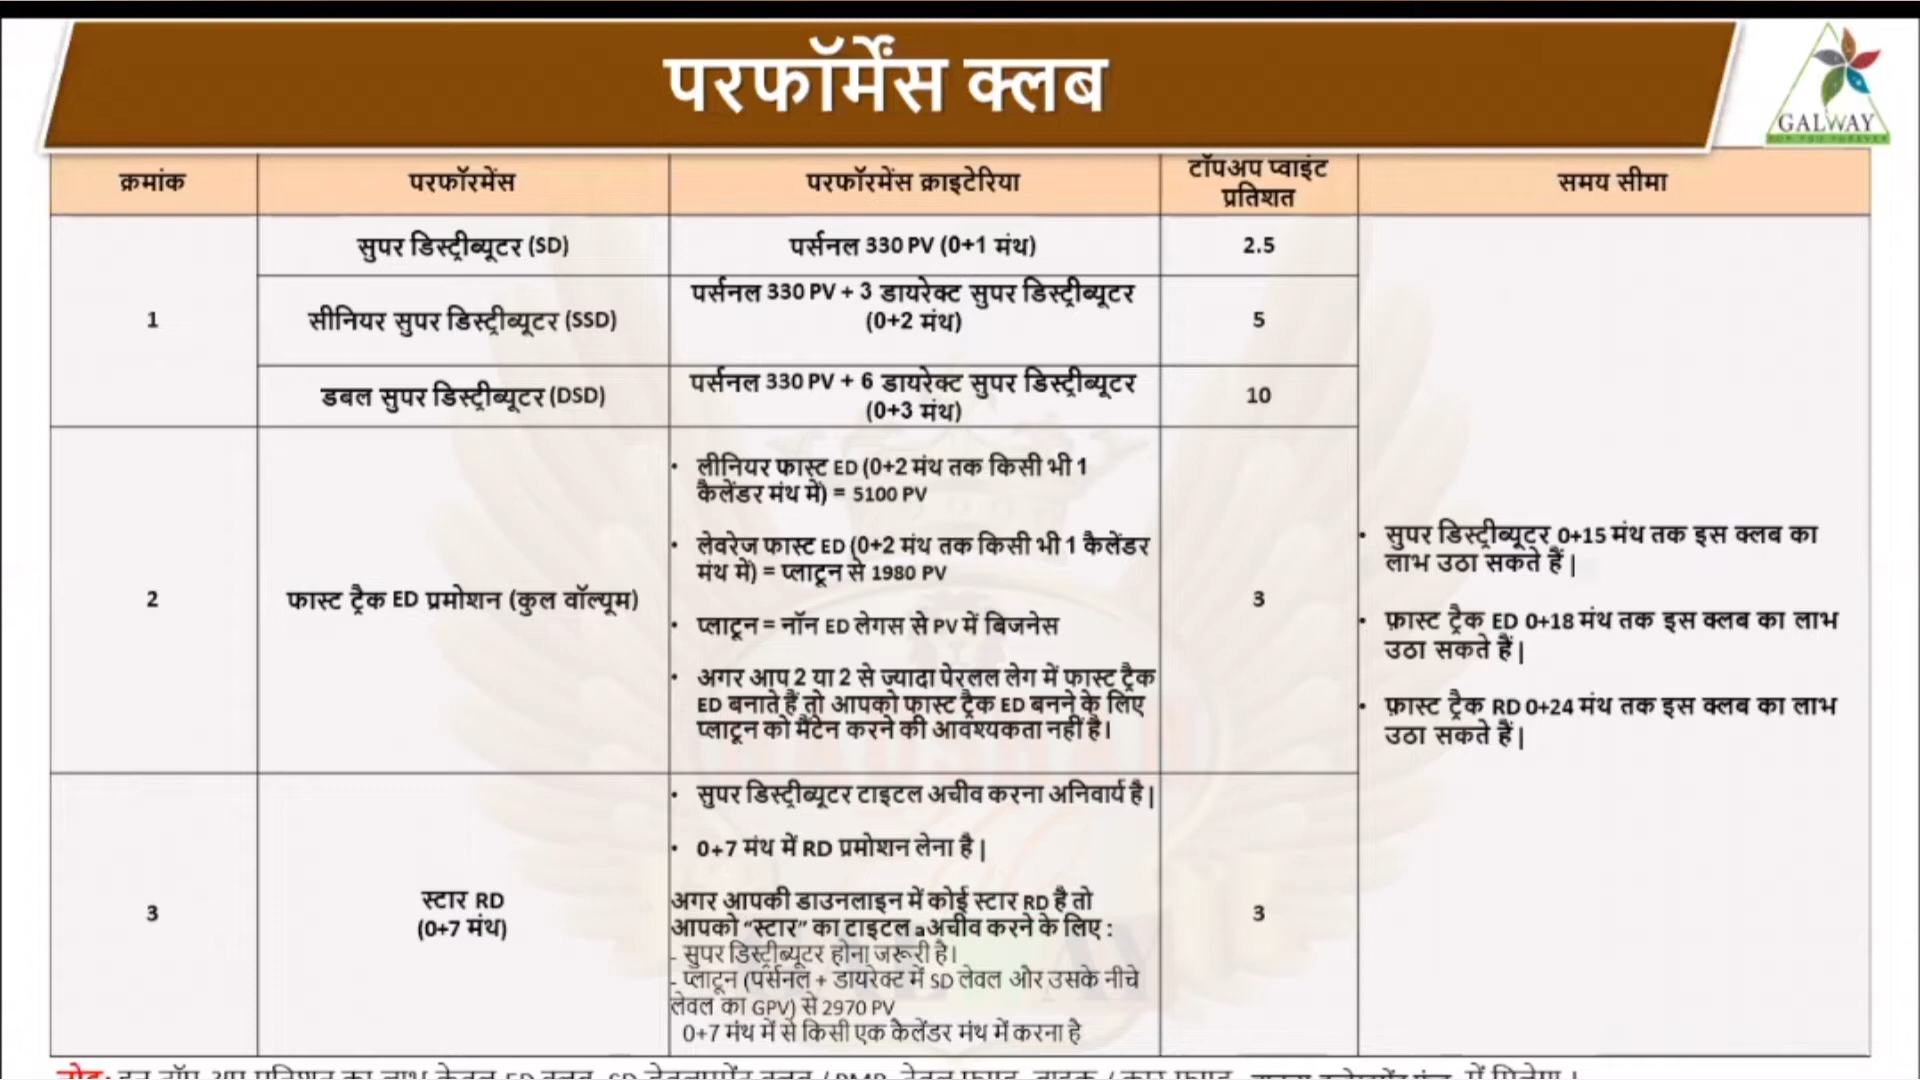 परफॉर्मेंस क्लब
GALWAY
क्रमांक
परफॉरमेंस
परफॉरमेंस क्राइटेरिया
टॉपअप प्वाइंट
प्रतिशत
समय सीमा
1
सुपर डिस्ट्रीब्यूटर (SD)
पर्सनल 330 PV (0+1 मंथ)
2.5
सीनियर सुपर डिस्ट्रीब्यूटर (SSD)
पर्सनल 330 PV + 3 डायरेक्ट सुपर डिस्ट्रीब्यूटर
(0+2 मंथ)
5
डबल सुपर डिस्ट्रीब्यूटर (DSD)
पर्सनल 330 PV + 6 डायरेक्ट सुपर डिस्ट्रीब्यूटर
(0+3 मंथ)
10
2
फास्ट ट्रैक ED प्रमोशन (कुल वॉल्यूम)
• लीनियर फास्ट ED (0+2 मंथ तक किसी भी 1
कैलेंडर मंथ में) = 5100 PV
• लेवरेज फास्ट ED (0+2 मंथ तक किसी भी 1 कैलेंडर
मंथ में) = प्लाटून से 1980 PV
• प्लाटून = नॉन ED लेगस से PV में बिजनेस
• अगर आप 2 या 2 से ज्यादा पेरलल लेग में फास्ट ट्रैक
ED बनाते हैं तो आपको फास्ट ट्रैक ED बनने के लिए
प्लाटून को मैंटेन करने की आवश्यकता नहीं है।
3
3
स्टार RD
(0+7 मंथ)
• सुपर डिस्ट्रीब्यूटर टाइटल अचीव करना अनिवार्य है |
• 0+7 मंथ में RD प्रमोशन लेना है |
अगर आपकी डाउनलाइन में कोई स्टार RD है तो
आपको “स्टार” का टाइटल aअचीव करने के लिए :
- सुपर डिस्ट्रीब्यूटर होना जरूरी है।
- प्लाटून (पर्सनल + डायरेक्ट में SD लेवल और उसके नीचे
लेवल का GPV) से 2970 PV
0+7 मंथ में से किसी एक कैलेंडर मंथ में करना है
3
• सुपर डिस्ट्रीब्यूटर 0+15 मंथ तक इस क्लब का
लाभ उठा सकते हैं |
• फ़ास्ट ट्रैक ED 0+18 मंथ तक इस क्लब का लाभ
उठा सकते हैं |
• फ़ास्ट ट्रैक RD 0+24 मंथ तक इस क्लब का लाभ
उठा सकते हैं |